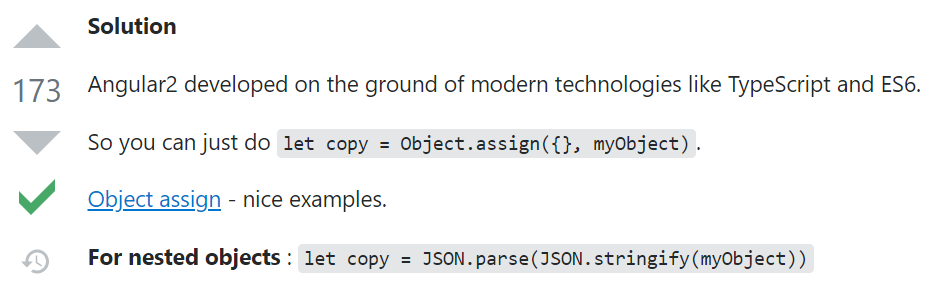 Solution
173
Angular2 developed on the ground of modern technologies like TypeScript and ES6.
So you can just do let copy = Object.assign({}, myObject).
Object assign - nice examples.
For nested objects : let copy = JSON.parse(JSON.stringify(myObject))